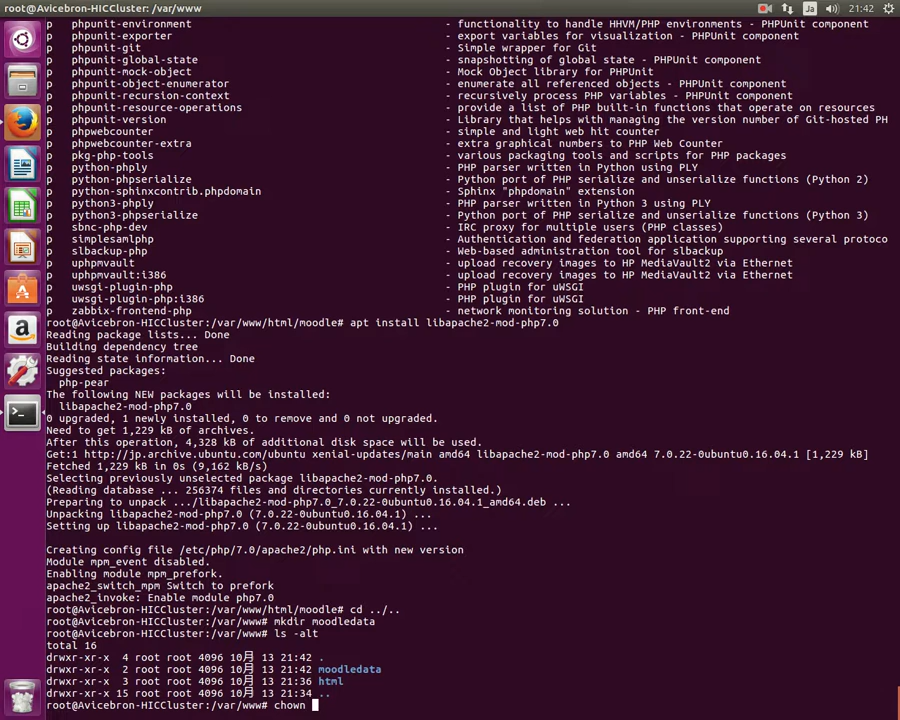 root@Avicebron-HICCluster: /var/www
Ja
21:42
p phpunit-environment - functionality to handle HHVM/PHP environments - PHPUnit component
p phpunit-exporter - export variables for visualization - PHPUnit component
p phpunit-git - Simple wrapper for Git
p phpunit-global-state - snapshotting of global state - PHPUnit component
p phpunit-mock-object - Mock Object library for PHPUnit
p phpunit-object-enumerator - enumerate all referenced objects - PHPUnit component
p phpunit-recursion-context - recursively process PHP variables - PHPUnit component
p phpunit-resource-operations - provide a list of PHP built-in functions that operate on resources
p phpunit-version - Library that helps with managing the version number of Git-hosted PH
p phpwebcounter - simple and light web hit counter
p phpwebcounter-extra - extra graphical numbers to PHP Web Counter
p pkg-php-tools - various packaging tools and scripts for PHP packages
p python-phply - PHP parser written in Python using PLY
p python-phpserialize - Python port of PHP serialize and unserialize functions (Python 2)
p python-sphinxcontrib.phpdomain - Sphinx "phpdomain" extension
p python3-phply - PHP parser written in Python 3 using PLY
p python3-phpserialize - Python port of PHP serialize and unserialize functions (Python 3)
p sbnc-php-dev - IRC proxy for multiple users (PHP classes)
p simplesamlphp - Authentication and federation application supporting several protoco
p slbackup-php - Web-based administration tool for slbackup
p uphpmvault - upload recovery images to HP MediaVault2 via Ethernet
p uphpmvault:i386 - upload recovery images to HP MediaVault2 via Ethernet
p uwsgi-plugin-php - PHP plugin for uWSGI
p uwsgi-plugin-php:i386 - PHP plugin for uWSGI
p zabbix-frontend-php - network monitoring solution - PHP front-end
root@Avicebron-HICCluster:/var/www/html/moodle# apt install libapache2-mod-php7.0
Reading package lists... Done
Building dependency tree
Reading state information... Done
Suggested packages:
php-pear
The following NEW packages will be installed:
libapache2-mod-php7.0
0 upgraded, 1 newly installed, 0 to remove and 0 not upgraded.
Need to get 1,229 kB of archives.
After this operation, 4,328 kB of additional disk space will be used.
Get:1 http://jp.archive.ubuntu.com/ubuntu xenial-updates/main amd64 libapache2-mod-php7.0 amd64 7.0.22-0ubuntu0.16.04.1 [1,229 kB]
Fetched 1,229 kB in 0s (9,162 kB/s)
Selecting previously unselected package libapache2-mod-php7.0.
(Reading database ... 256374 files and directories currently installed.)
Preparing to unpack .../libapache2-mod-php7.0_7.0.22-0ubuntu0.16.04.1_amd64.deb ...
Unpacking libapache2-mod-php7.0 (7.0.22-0ubuntu0.16.04.1) ...
Setting up libapache2-mod-php7.0 (7.0.22-0ubuntu0.16.04.1) ...
Creating config file /etc/php/7.0/apache2/php.ini with new version
Module mpm_event disabled.
Enabling module mpm_prefork.
apache2_switch_mpm Switch to prefork
apache2_invoke: Enable module php7.0
root@Avicebron-HICCluster:/var/www/html/moodle# cd ../..
root@Avicebron-HICCluster:/var/www# mkdir moodledata
root@Avicebron-HICCluster:/var/www# ls -alt
total 16
drwxr-xr-x 4 root root 4096 10月 13 21:42 .
drwxr-xr-x 2 root root 4096 10月 13 21:42 moodledata
drwxr-xr-x 3 root root 4096 10月 13 21:36 html
drwxr-xr-x 15 root root 4096 10月 13 21:34 ..
root@Avicebron-HICCluster:/var/www# chown